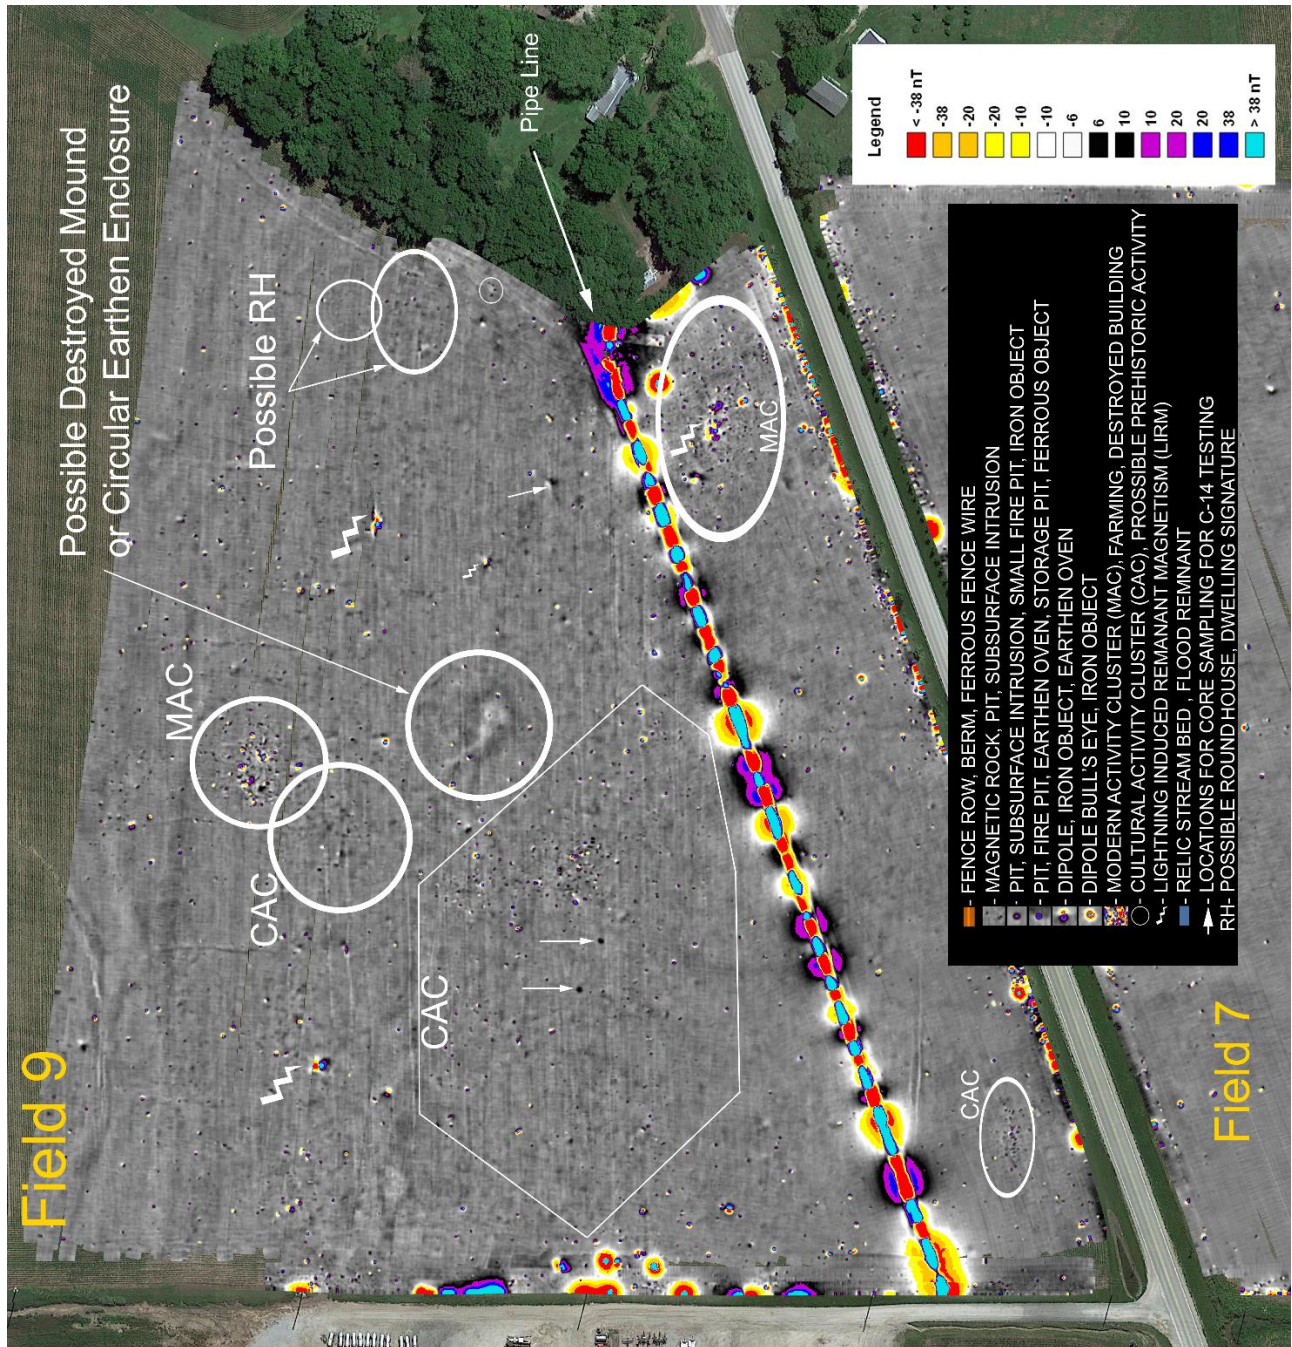 Field 9
Possible Destroyed Mound
or Circular Earthen Enclosure
MAC
CAC
Possible RH
Pipe Line
CAC
MAC
CAC
Field 7
Legend
< -38 nT
-38
-20
-20
-10
-10
-6
6
10
10
20
20
38
> 38 nT
- FENCE ROW, BERM, FERROUS FENCE WIRE
- MAGNETIC ROCK, PIT, SUBSURFACE INTRUSION
- PIT, SUBSURFACE INTRUSION, SMALL FIRE PIT, IRON OBJECT
- PIT, FIRE PIT, EARTHEN OVEN, STORAGE PIT, FERROUS OBJECT
- DIPOLE, IRON OBJECT, EARTHEN OVEN
- DIPOLE BULL'S EYE, IRON OBJECT
- MODERN ACTIVITY CLUSTER (MAC), FARMING, DESTROYED BUILDING
- CULTURAL ACTIVITY CLUSTER (CAC), PROSSIBLE PREHISTORIC ACTIVITY
- LIGHTING INDUCED REMANANT MAGNETISM (LIRM)
- RELIC STREAM BED, FLOOD REMNANT
- LOCATIONS FOR CORE SAMPLING FOR C-14 TESTING
RH- POSSIBLE ROUNDHOUSE, DWELLING SIGNATURE